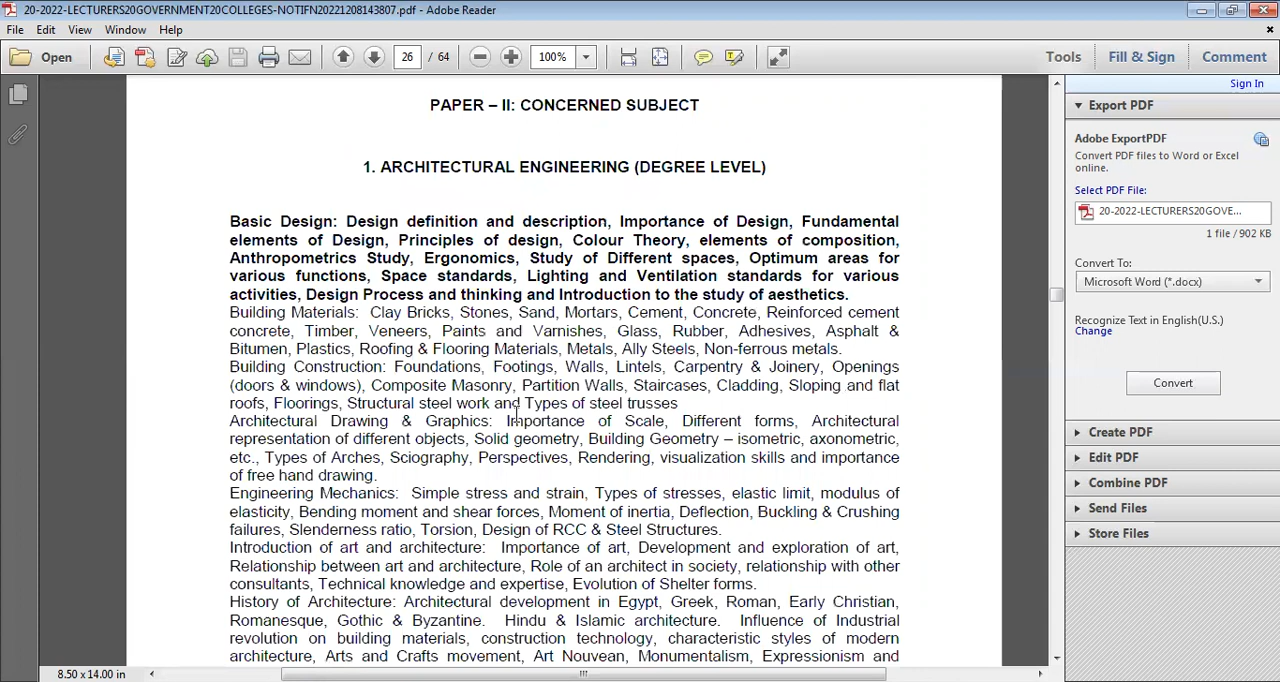 20-2022-LECTURERS20GOVERNMENT20COLLEGES-NOTIFN20221208143807.pdf - Adobe Reader
File Edit View Window Help
Open 26 / 64 100% Tools Fill & Sign Comment
Sign In
Export PDF
Adobe ExportPDF
Convert PDF files to Word or Excel
online.
Select PDF File:
20-2022-LECTURERS20GOVE...
1 file / 902 KB
Convert To:
Microsoft Word (*.docx)
Recognize Text in English(U.S.)
Change
Convert
Create PDF
Edit PDF
Combine PDF
Send Files
Store Files
PAPER – II: CONCERNED SUBJECT
1. ARCHITECTURAL ENGINEERING (DEGREE LEVEL)
Basic Design: Design definition and description, Importance of Design, Fundamental
elements of Design, Principles of design, Colour Theory, elements of composition,
Anthropometrics Study, Ergonomics, Study of Different spaces, Optimum areas for
various functions, Space standards, Lighting and Ventilation standards for various
activities, Design Process and thinking and Introduction to the study of aesthetics.
Building Materials: Clay Bricks, Stones, Sand, Mortars, Cement, Concrete, Reinforced cement
concrete, Timber, Venees, Paints and Varnishes, Glass, Rubber, Adhesives, Asphalt &
Bitumen, Plastics, Roofing & Flooring Materials, Metals, Ally Steels, Non-ferrous metals.
Building Construction: Foundations, Footings, Walls, Lintels, Carpentry & Joinery, Openings
(doors & windows), Composite Masonry, Partition Walls, Staircases, Cladding, Sloping and flat
roofs, Floorings, Structural steel work and Types of steel trusses
Architectural Drawing & Graphics: Importance of Scale, Different forms, Architectural
representation of different objects, Solid geometry, Building Geometry – isometric, axonometric,
etc., Types of Arches, Sciography, Perspectives, Rendering, visualization skills and importance
of free hand drawing.
Engineering Mechanics: Simple stress and strain, Types of stresses, elastic limit, modulus of
elasticity, Bending moment and shear forces, Moment of inertia, Deflection, Buckling & Crushing
failures, Slenderness ratio, Torsion, Design of RCC & Steel Structures.
Introduction of art and architecture: Importance of art, Development and exploration of art,
Relationship between art and architecture, Role of an architect in society, relationship with other
consultants, Technical knowledge and expertise, Evolution of Shelter forms.
History of Architecture: Architectural development in Egypt, Greek, Roman, Early Christian,
Romanesque, Gothic & Byzantine. Hindu & Islamic architecture. Influence of Industrial
revolution on building materials, construction technology, characteristic styles of modern
architecture, Arts and Crafts movement, Art Nouvean, Monumentalism, Expressionism and
8.50 x 14.00 in